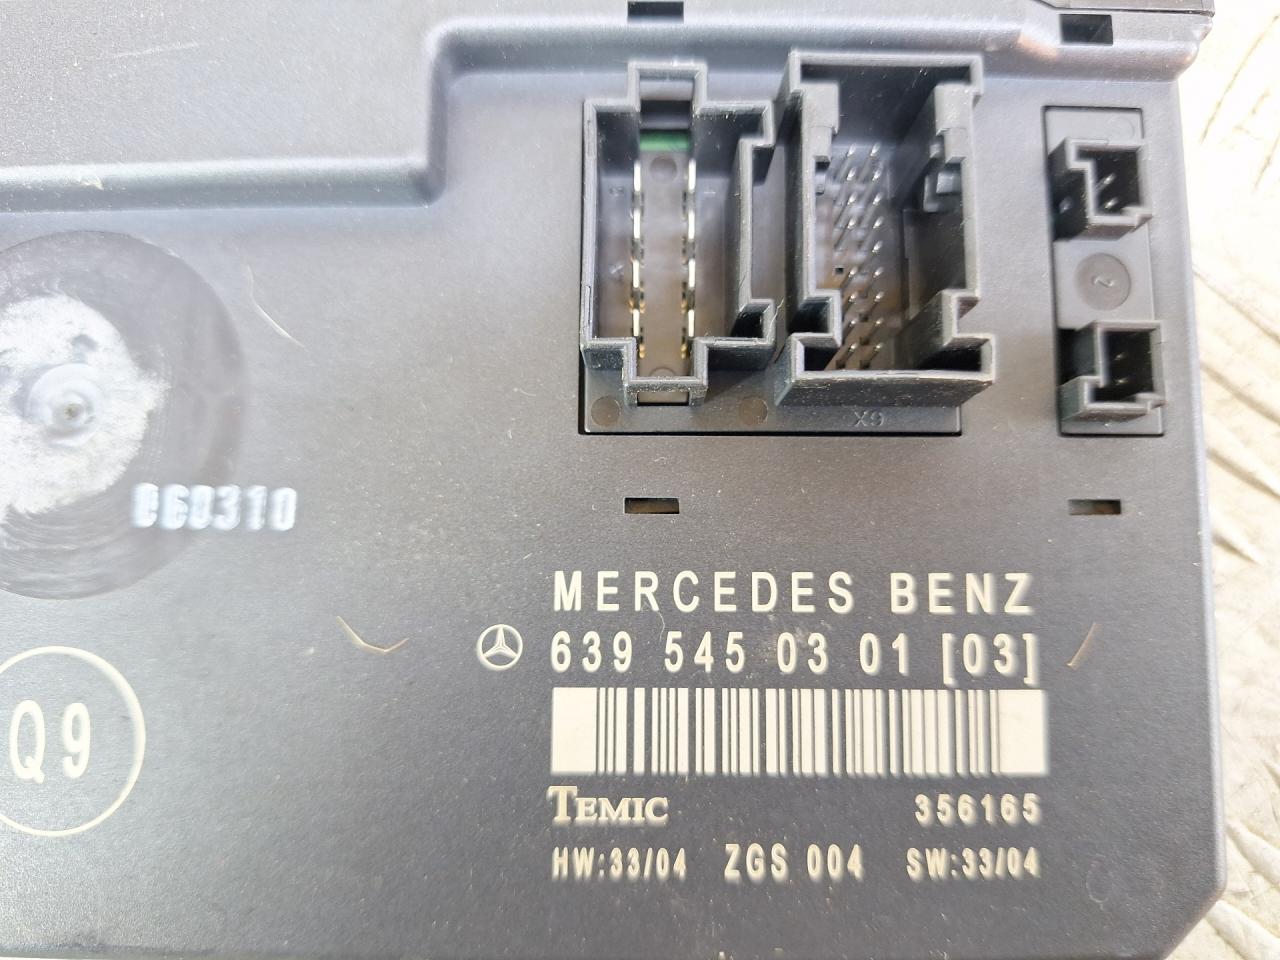 X9
060310
MERCEDES BENZ
639 545 03 01 [03]
Q9
TEMIC 356165
HW:33/04 ZGS 004 SW:33/04